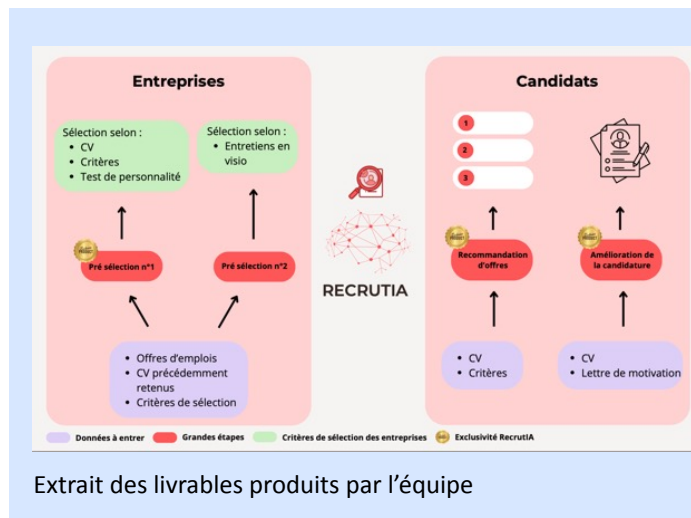 Entreprises
Sélection selon :
• CV
• Critères
• Test de personnalité
Sélection selon :
• Entretiens en
visio
Pré sélection n°1
Pré sélection n°2
• Offres d'emplois
• CV précédemment
retenus
• Critères de sélection
RECRUTIA
Candidats
1
2
3
Recommandation
d'offres
Amélioration de
la candidature
• CV
• Critères
• CV
• Lettre de motivation
Données à entrer
Grandes étapes
Critères de sélection des entreprises
Exclusivité RecrutIA
Extrait des livrables produits par l'équipe